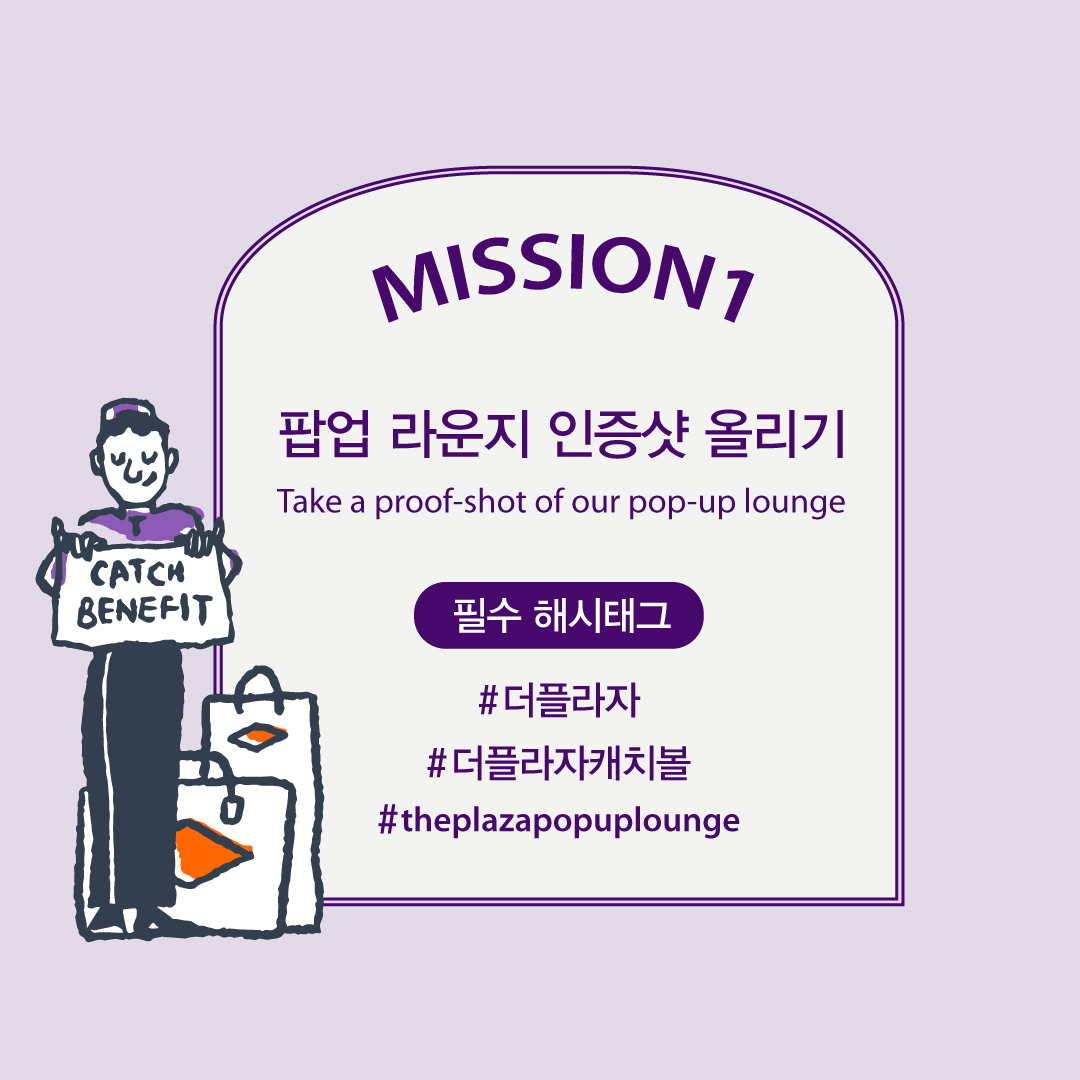 MISSION1
팝업 라운지 인증샷 올리기
Take a proof-shot of our pop-up lounge
CATCH
BENEFIT
필수 해시태그
#더플라자
#더플라자캐치볼
#theplazapopuplounge